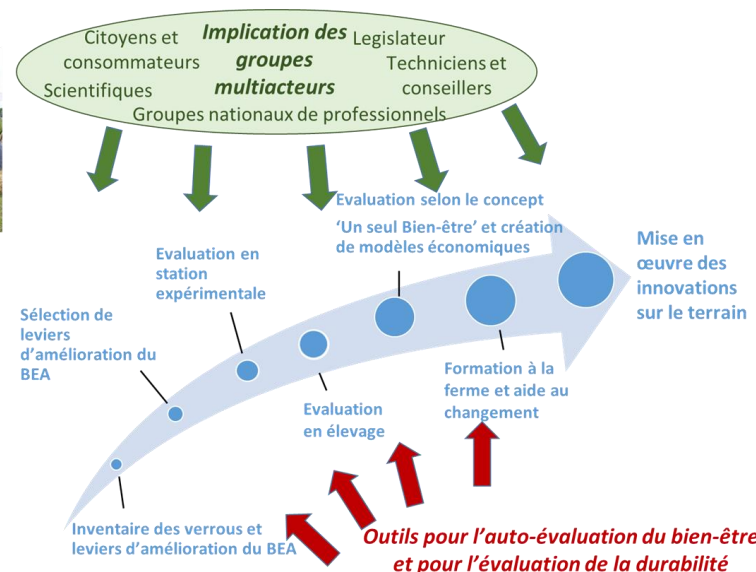 Citoyens et
consommateurs
Scientifiques
Implication des
groupes
multiacteurs
Legislateur
Techniciens et
conseillers
Groupes nationaux de professionnels
Evaluation selon le concept
'Un seul Bien-être' et création
de modèles économiques
Evaluation en
station
expérimentale
Mise en
œuvre des
innovations
sur le terrain
Sélection de
leviers
d'amélioration du
BEA
Formation à la
ferme et aide au
changement
Evaluation
en élevage
Inventaire des verrous et
leviers d'amélioration du BEA
Outils pour l'auto-évaluation du bien-être
et pour l'évaluation de la durabilité